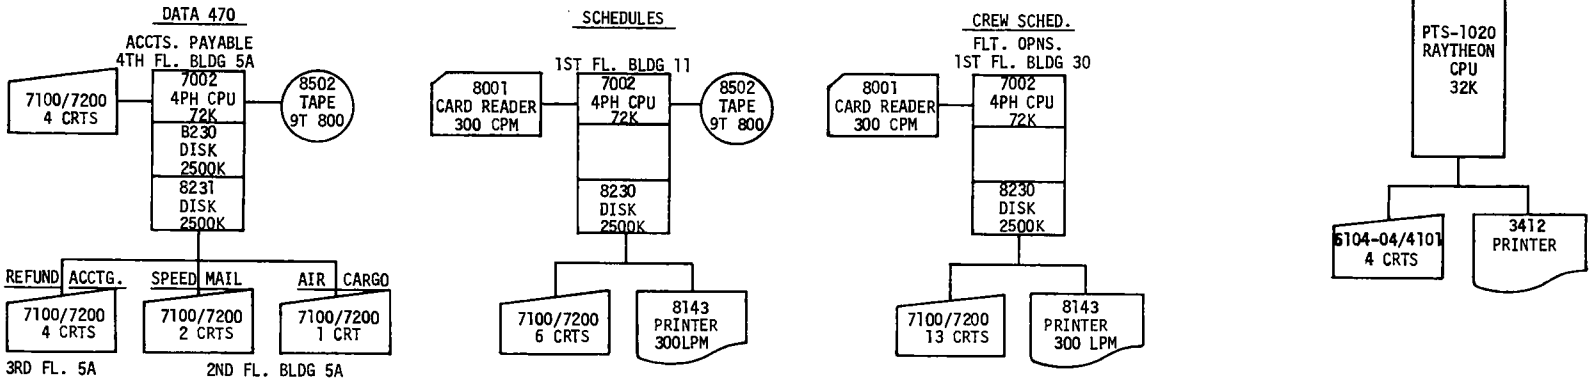 DATA 470
ACCTS. PAYABLE
4TH FL. BLDG 5A
7100/7200
4 CRTS
7002
4PH CPU
72K
B230
DISK
2500K
8231
DISK
2500K
8502
TAPE
9T 800
REFUND ACCTG.
7100/7200
4 CRTS
3RD FL. 5A
SPEED MAIL
7100/7200
2 CRTS
AIR CARGO
7100/7200
1 CRT
2ND FL. BLDG 5A
SCHEDULES
1ST FL. BLDG 11
8001
CARD READER
300 CPM
7002
4PH CPU
72K
8230
DISK
2500K
8502
TAPE
9T 800
7100/7200
6 CRTS
8143
PRINTER
300LPM
CREW SCHED.
FLT. OPNS.
1ST FL. BLDG 30
8001
CARD READER
300 CPM
7002
4PH CPU
72K
8230
DISK
2500K
7100/7200
13 CRTS
8143
PRINTER
300 LPM
PTS-1020
RAYTHEON
CPU
32K
6104-04/4101
4 CRTS
3412
PRINTER